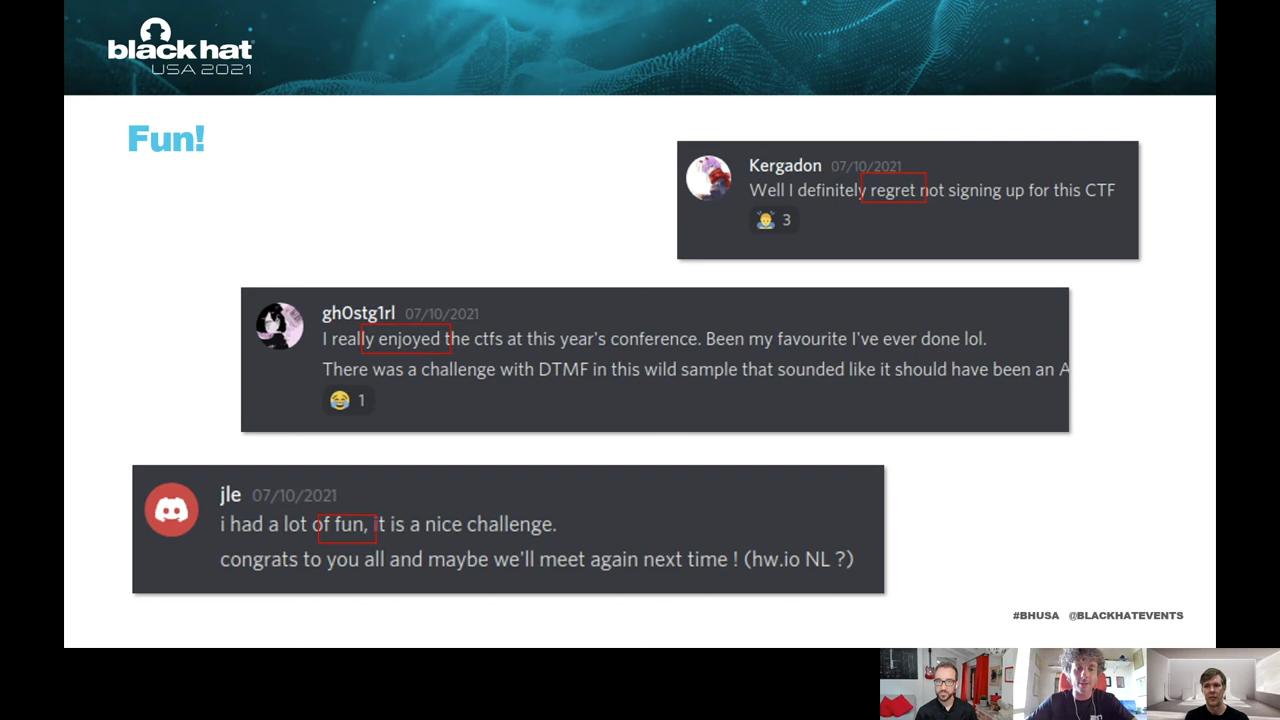 black hat
USA 2021
Fun!
Kergadon 07/10/2021
Well I definitely regret not signing up for this CTF
3
gh0stg1rl 07/10/2021
I really enjoyed the ctfs at this year's conference. Been my favourite I've ever done lol.
There was a challenge with DTMF in this wild sample that sounded like it should have been an A
1
jle 07/10/2021
i had a lot of fun, it is a nice challenge.
congrats to you all and maybe we'll meet again next time ! (hw.io NL ?)
#BHUSA @BLACKHATEVENTS